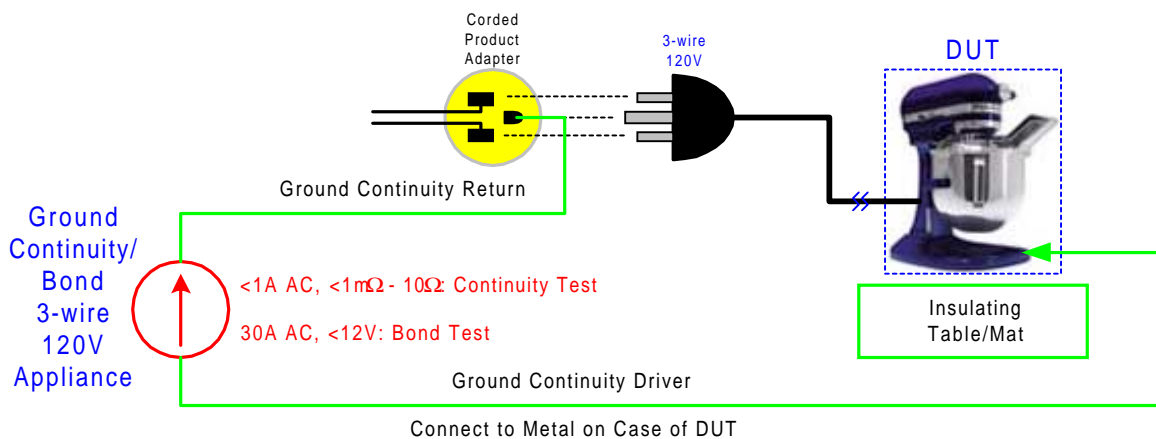 Corded
Product
Adapter
3-wire
120V
DUT
Ground Continuity Return
Ground
Continuity/
Bond
3-wire
120V
Appliance
<1A AC, <1mΩ - 10Ω: Continuity Test
30A AC, <12V: Bond Test
Insulating
Table/Mat
Ground Continuity Driver
Connect to Metal on Case of DUT